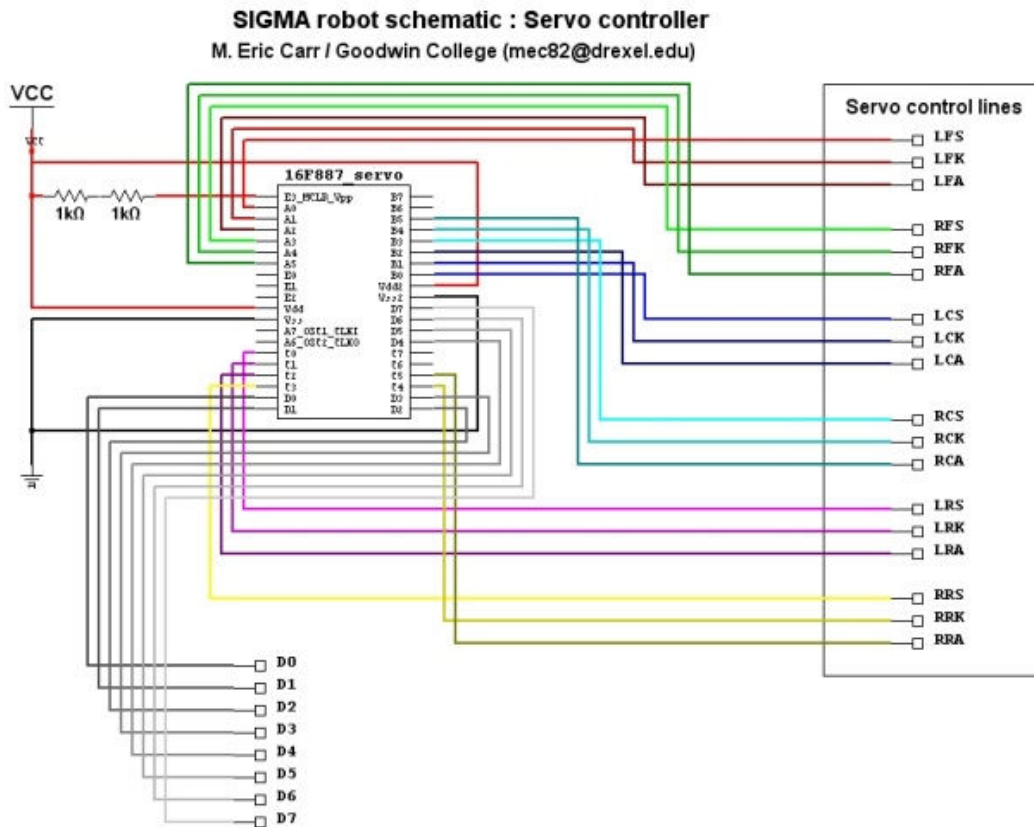 SIGMA robot schematic : Servo controller
M. Eric Carr / Goodwin College (mec82@drexel.edu)
VCC
VCC
1kΩ 1kΩ
16F887_servo
E3_MCLR_Vpp B7
A0 B6
A1 B5
A2 B4
A3 B3
A4 B2
A5 B1
E0 B0
E1 Vdd2
E2 Vss2
Vdd D7
Vss D6
A7_OSC1_CLKI D5
A6_OSC2_CLKO D4
C0 C7
C1 C6
C2 C5
C3 C4
D0 D3
D1 D2
Servo control lines
LFS
LFK
LFA
RFS
RFK
RFA
LCS
LCK
LCA
RCS
RCK
RCA
LRS
LRK
LRA
RRS
RRK
RRA
D0
D1
D2
D3
D4
D5
D6
D7